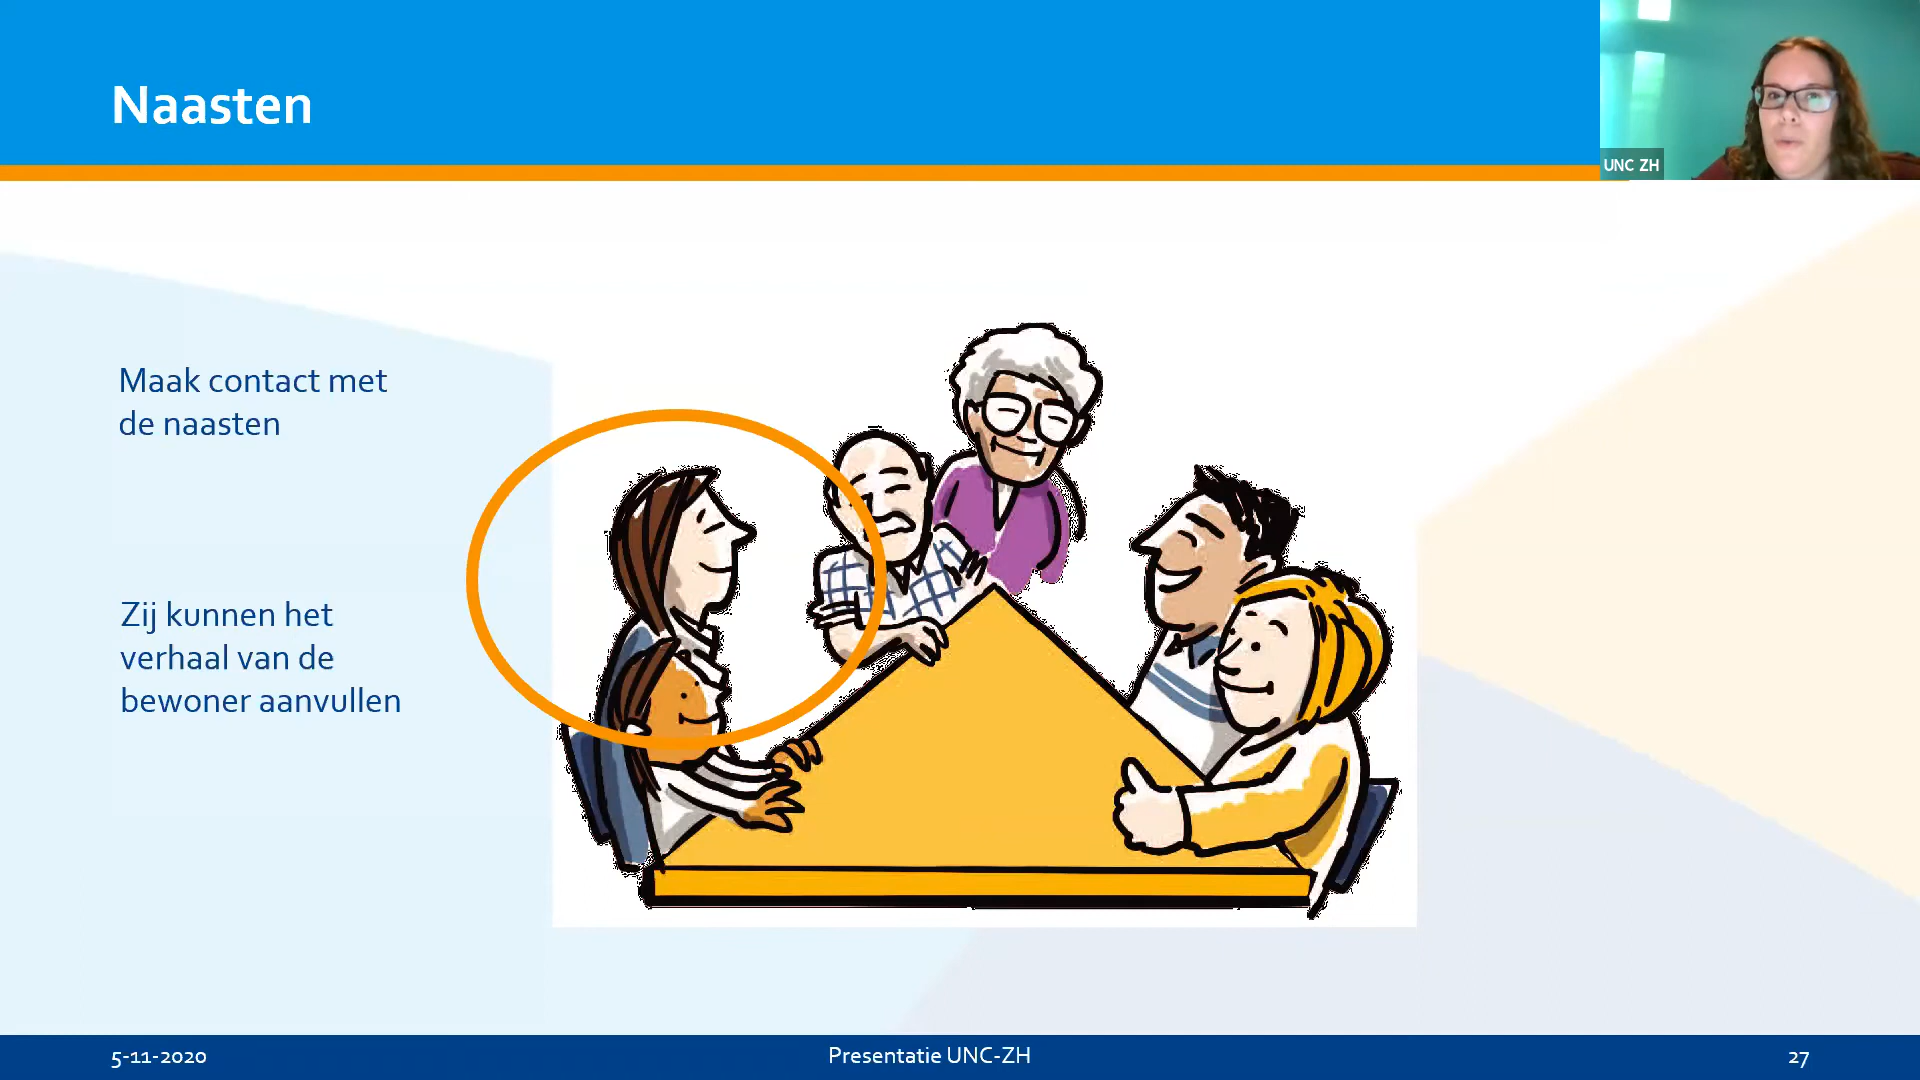 Naasten
UNC ZH
Maak contact met
de naasten
Zij kunnen het
verhaal van de
bewoner aanvullen
5-11-2020
Presentatie UNC-ZH
27